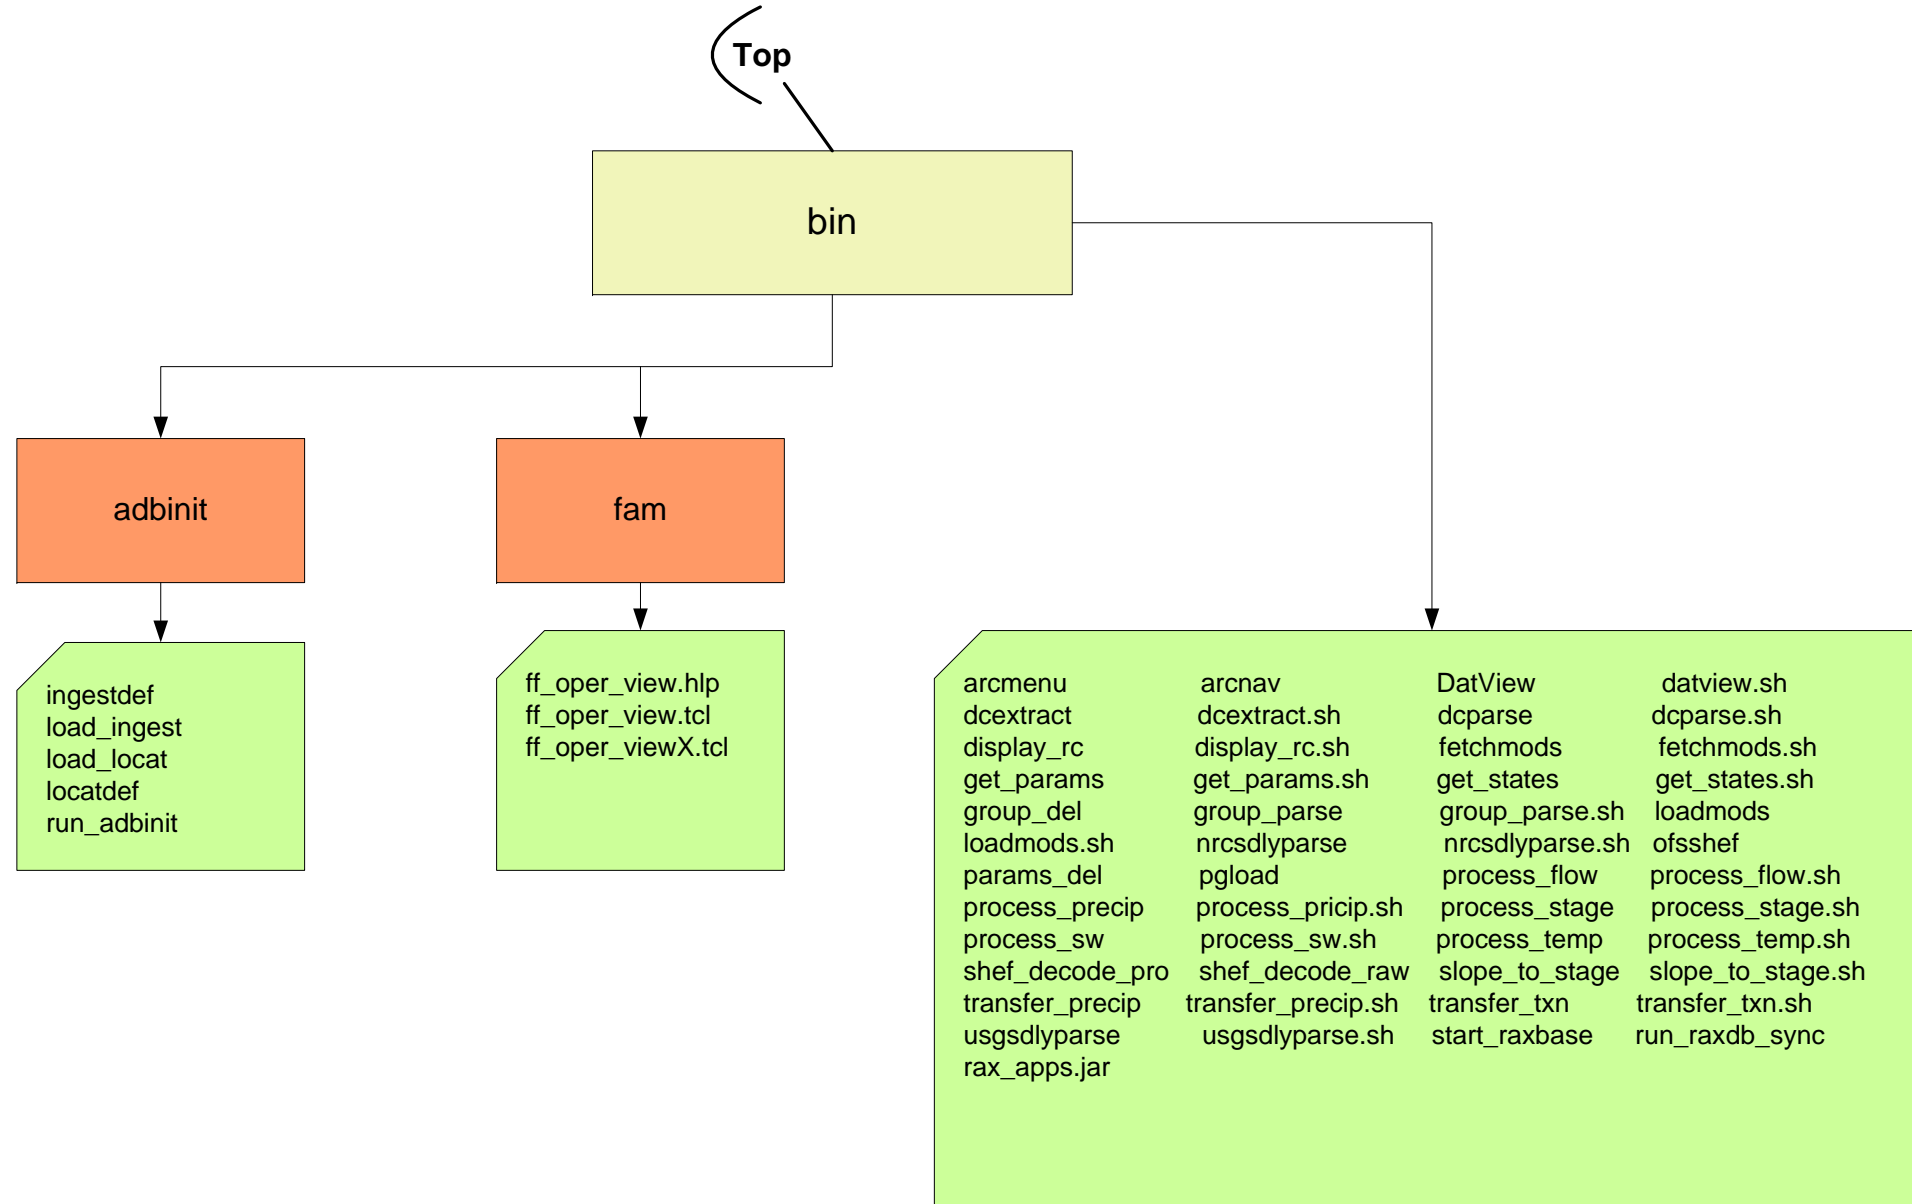 Top
bin
adbinit
fam
ingestdef
load_ingest
load_locat
locatdef
run_adbinit
ff_oper_view.hlp
ff_oper_view.tcl
ff_oper_viewX.tcl
arcmenu arcnav DatView datview.sh
dcextract dcextract.sh dcparse dcparse.sh
display_rc display_rc.sh fetchmods fetchmods.sh
get_params get_params.sh get_states get_states.sh
group_del group_parse group_parse.sh loadmods
loadmods.sh nrcsdlyparse nrcsdlyparse.sh ofsshef
params_del pgload process_flow process_flow.sh
process_precip process_pricip.sh process_stage process_stage.sh
process_sw process_sw.sh process_temp process_temp.sh
shef_decode_pro shef_decode_raw slope_to_stage slope_to_stage.sh
transfer_precip transfer_precip.sh transfer_txn transfer_txn.sh
usgsdlyparse usgsdlyparse.sh start_raxbase run_raxdb_sync
rax_apps.jar